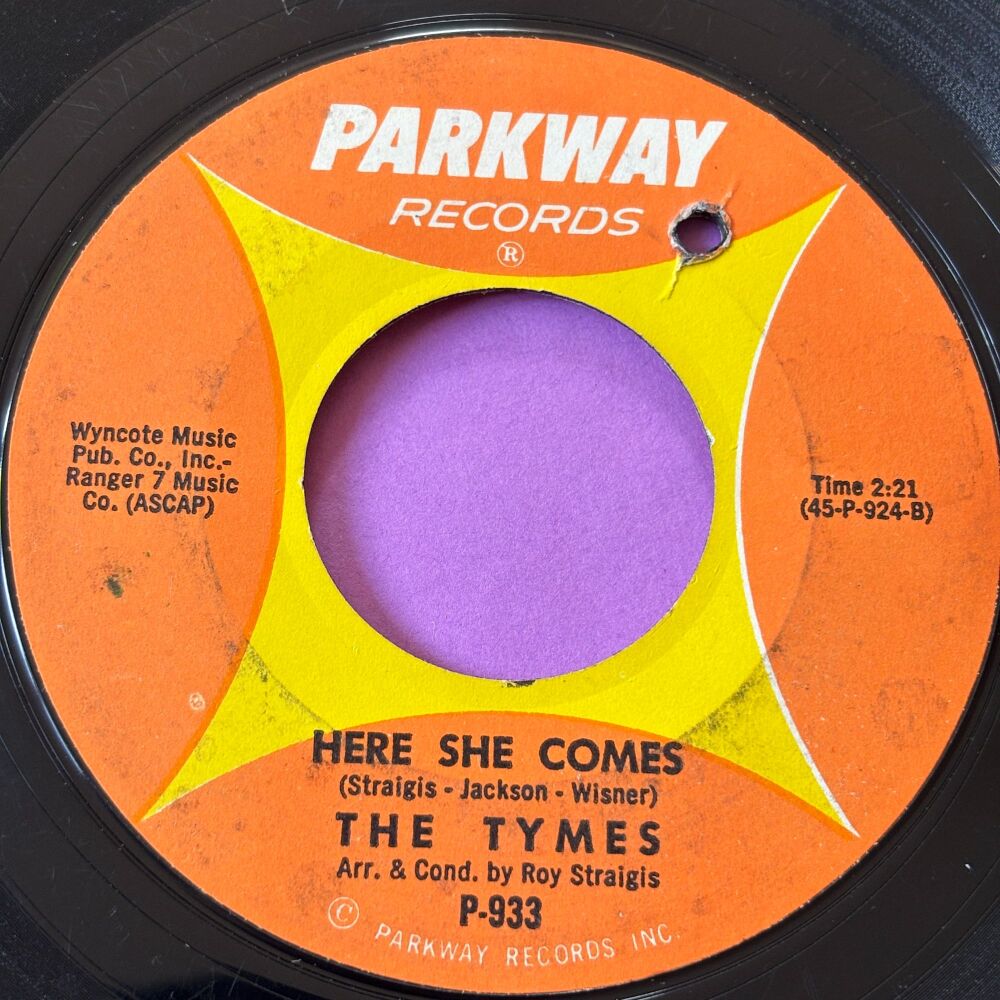 PARKWAY
RECORDS
®
Wyncote Music
Pub. Co., Inc.-
Ranger 7 Music
Co. (ASCAP)
Time 2:21
(45-P-924-B)
HERE SHE COMES
(Straigis - Jackson - Wisner)
THE TYMES
Arr. & Cond. by Roy Straigis
P-933
© PARKWAY RECORDS INC.